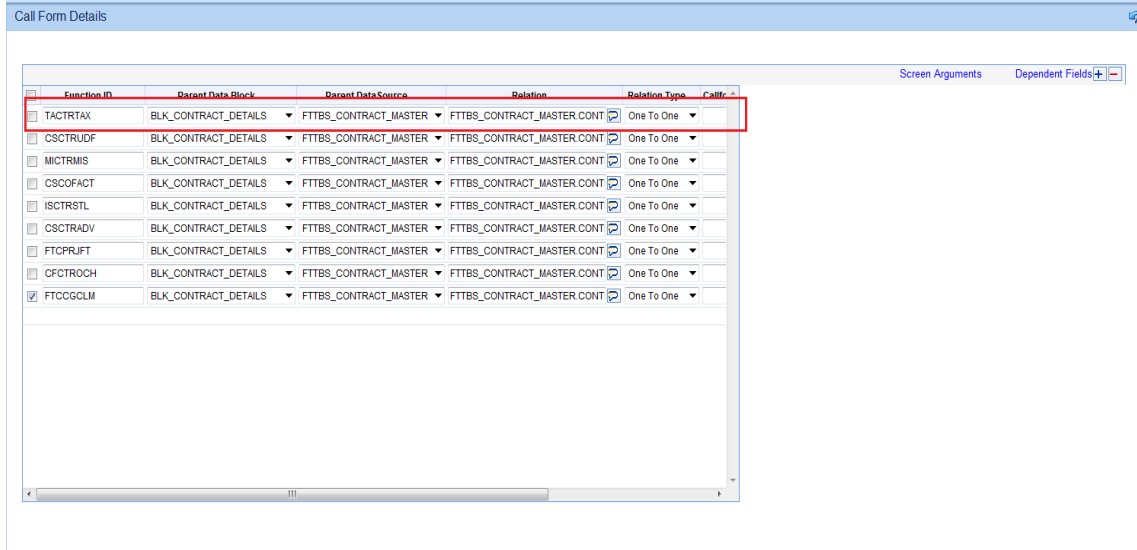 Call Form Details
Screen Arguments Dependent Fields
Function ID Parent Data Block Parent DataSource Relation Relation Type Callfo
TACTRTAX BLK_CONTRACT_DETAILS FTTBS_CONTRACT_MASTER FTTBS_CONTRACT_MASTER.CONT One To One
CSCTRUDF BLK_CONTRACT_DETAILS FTTBS_CONTRACT_MASTER FTTBS_CONTRACT_MASTER.CONT One To One
MICTRMIS BLK_CONTRACT_DETAILS FTTBS_CONTRACT_MASTER FTTBS_CONTRACT_MASTER.CONT One To One
CSCOFACT BLK_CONTRACT_DETAILS FTTBS_CONTRACT_MASTER FTTBS_CONTRACT_MASTER.CONT One To One
ISCTRSTL BLK_CONTRACT_DETAILS FTTBS_CONTRACT_MASTER FTTBS_CONTRACT_MASTER.CONT One To One
CSCTRADV BLK_CONTRACT_DETAILS FTTBS_CONTRACT_MASTER FTTBS_CONTRACT_MASTER.CONT One To One
FTCPRJFT BLK_CONTRACT_DETAILS FTTBS_CONTRACT_MASTER FTTBS_CONTRACT_MASTER.CONT One To One
CFCTROCH BLK_CONTRACT_DETAILS FTTBS_CONTRACT_MASTER FTTBS_CONTRACT_MASTER.CONT One To One
FTCCGCLM BLK_CONTRACT_DETAILS FTTBS_CONTRACT_MASTER FTTBS_CONTRACT_MASTER.CONT One To One